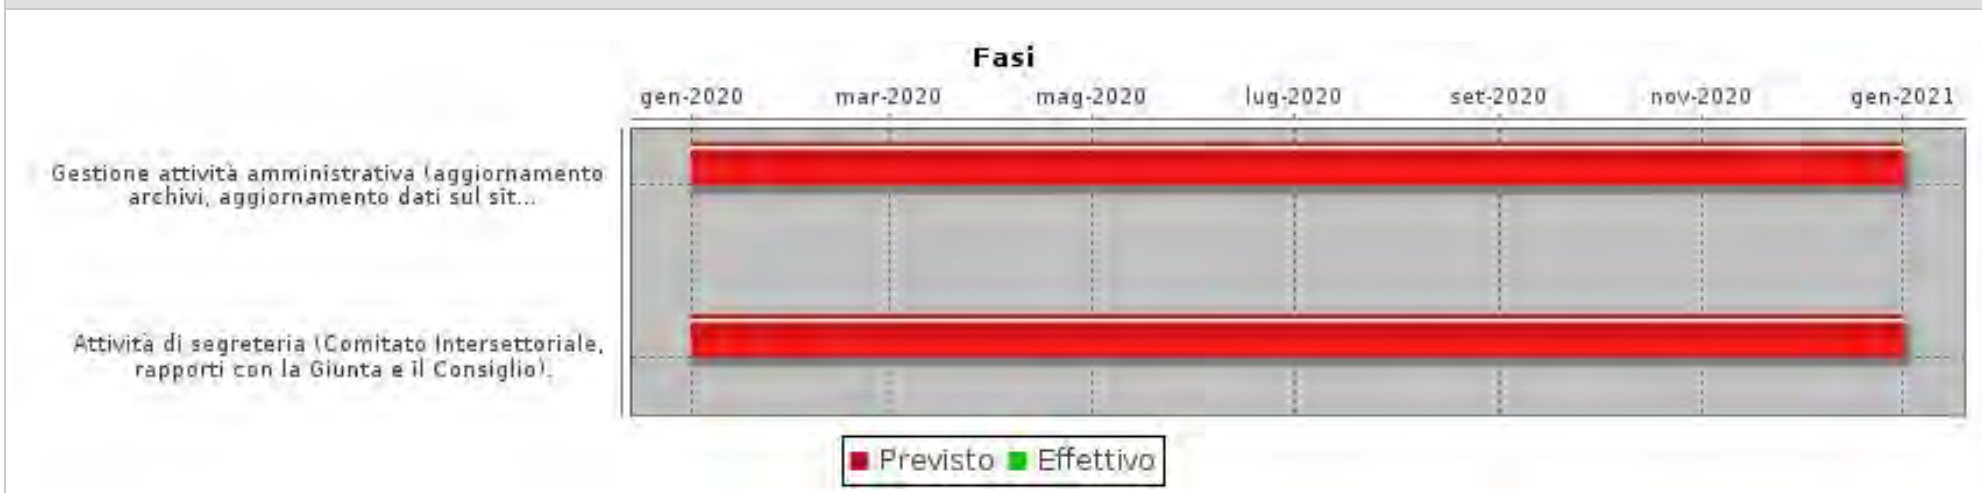 Fasi
gen-2020 mar-2020 mag-2020 lug-2020 set-2020 nov-2020 gen-2021
Gestione attività amministrativa (aggiornamento
archivi, aggiornamento dati sul sit...
Attività di segreteria (Comitato Intersettoriale,
rapporti con la Giunta e il Consiglio).
Previsto Effettivo